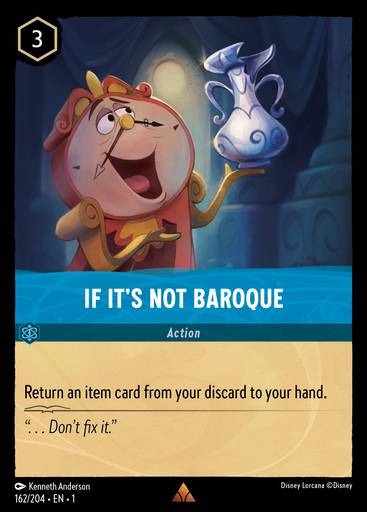 3
IF IT'S NOT BAROQUE
Action
Return an item card from your discard to your hand.
“. . . Don't fix it.”
Kenneth Anderson
Disney Lorcana ©Disney
162/204 • EN • 1